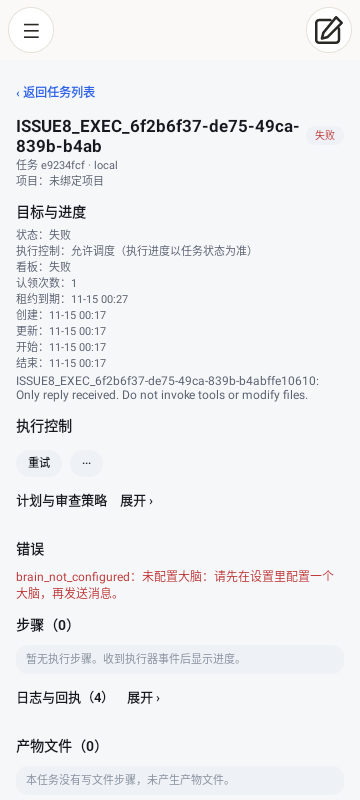 ‹ 返回任务列表
ISSUE8_EXEC_6f2b6f37-de75-49ca-
839b-b4ab
失败
任务 e9234fcf · local
项目：未绑定项目
目标与进度
状态：失败
执行控制：允许调度（执行进度以任务状态为准）
看板：失败
认领次数：1
租约到期：11-15 00:27
创建：11-15 00:17
更新：11-15 00:17
开始：11-15 00:17
结束：11-15 00:17
ISSUE8_EXEC_6f2b6f37-de75-49ca-839b-b4abffe10610:
Only reply received. Do not invoke tools or modify files.
执行控制
重试
···
计划与审查策略 展开 ›
错误
brain_not_configured：未配置大脑：请先在设置里配置一个
大脑，再发送消息。
步骤（0）
暂无执行步骤。收到执行器事件后显示进度。
日志与回执（4） 展开 ›
产物文件（0）
本任务没有写文件步骤，未产生产物文件。